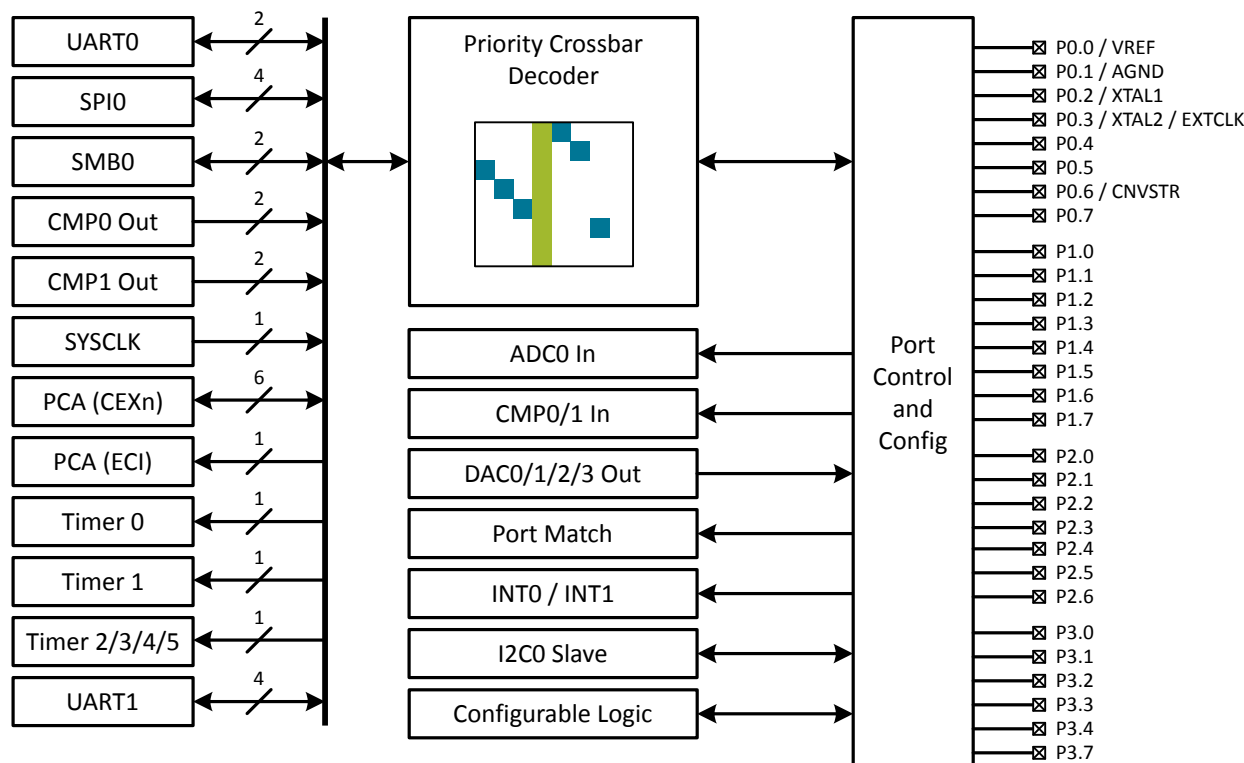 UART0
2
SPI0
4
SMB0
2
CMP0 Out
2
CMP1 Out
2
SYSCLK
1
PCA (CEXn)
6
PCA (ECI)
1
Timer 0
1
Timer 1
1
Timer 2/3/4/5
1
UART1
4
Priority Crossbar
Decoder
ADC0 In
CMP0/1 In
DAC0/1/2/3 Out
Port Match
INT0 / INT1
I2C0 Slave
Configurable Logic
Port
Control
and
Config
P0.0 / VREF
P0.1 / AGND
P0.2 / XTAL1
P0.3 / XTAL2 / EXTCLK
P0.4
P0.5
P0.6 / CNVSTR
P0.7
P1.0
P1.1
P1.2
P1.3
P1.4
P1.5
P1.6
P1.7
P2.0
P2.1
P2.2
P2.3
P2.4
P2.5
P2.6
P3.0
P3.1
P3.2
P3.3
P3.4
P3.7